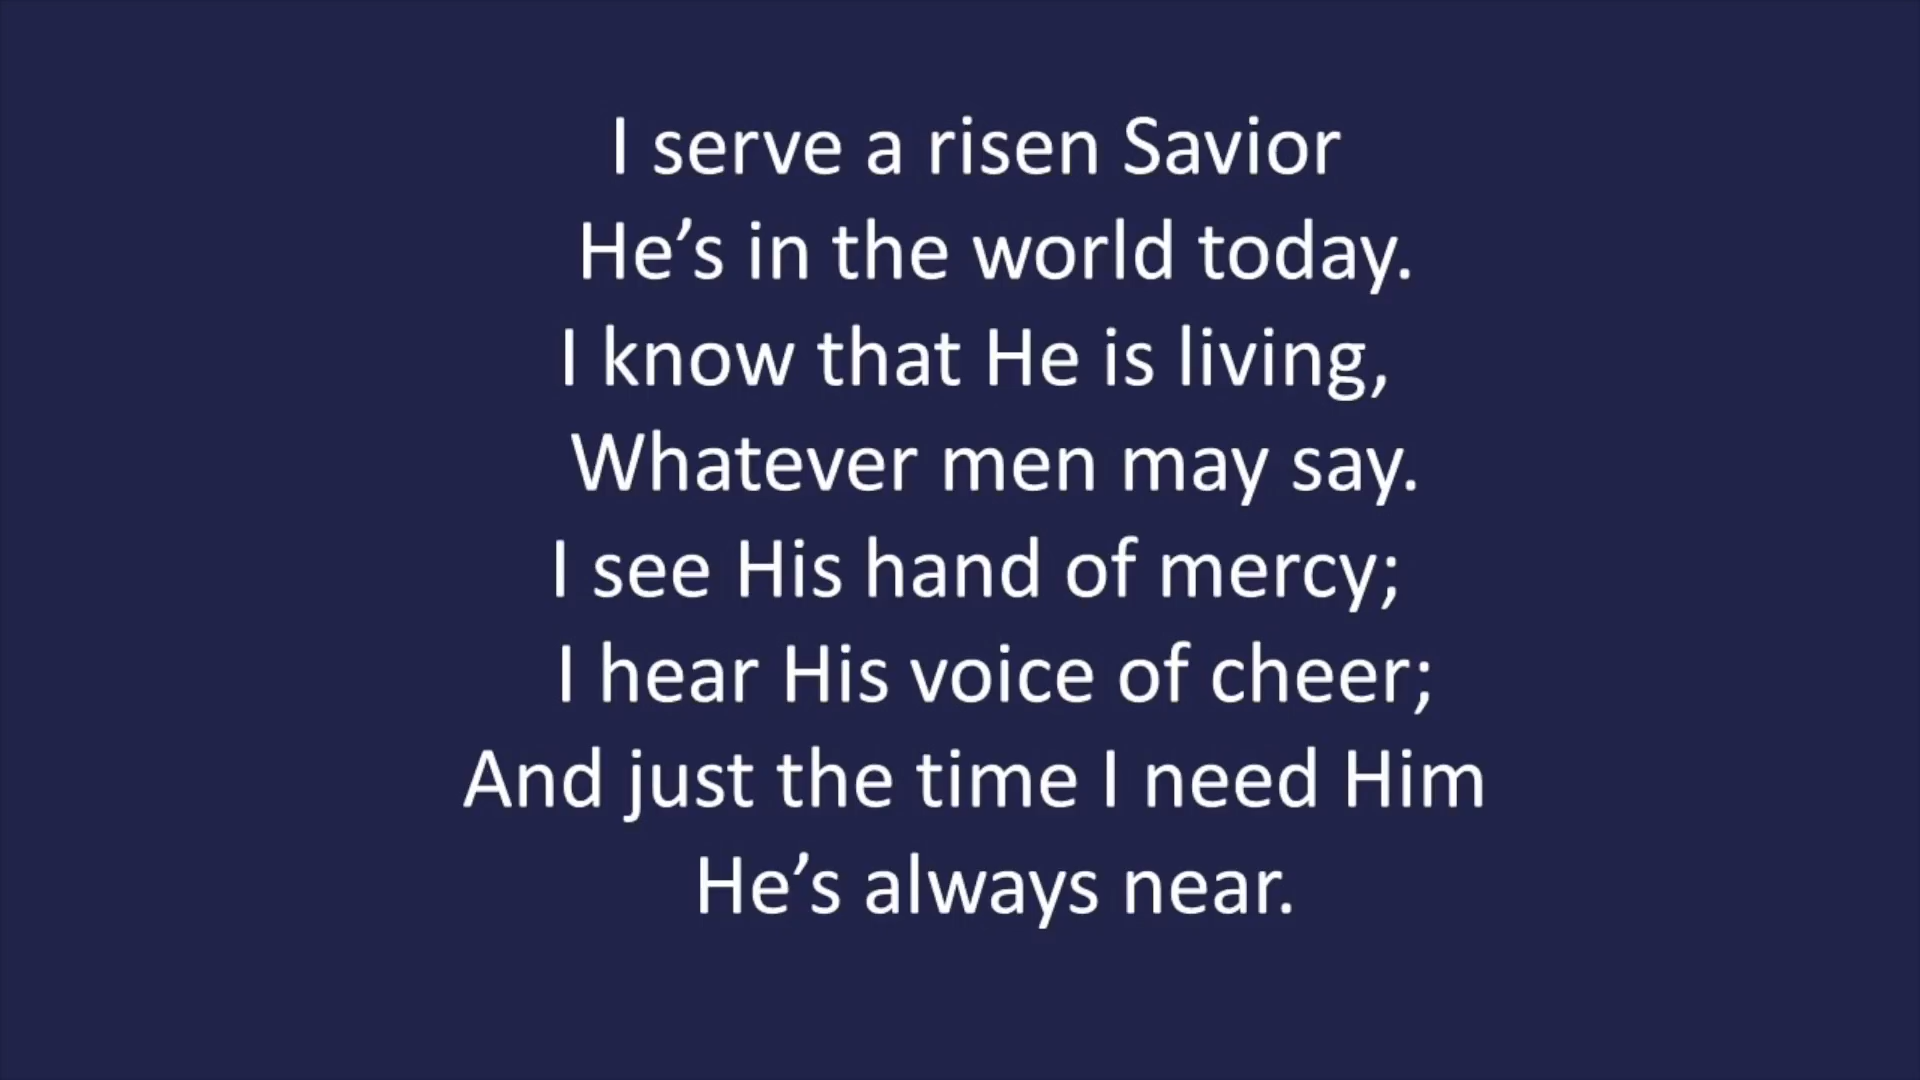 I serve a risen Savior
He’s in the world today.
I know that He is living,
Whatever men may say.
I see His hand of mercy;
I hear His voice of cheer;
And just the time I need Him
He’s always near.